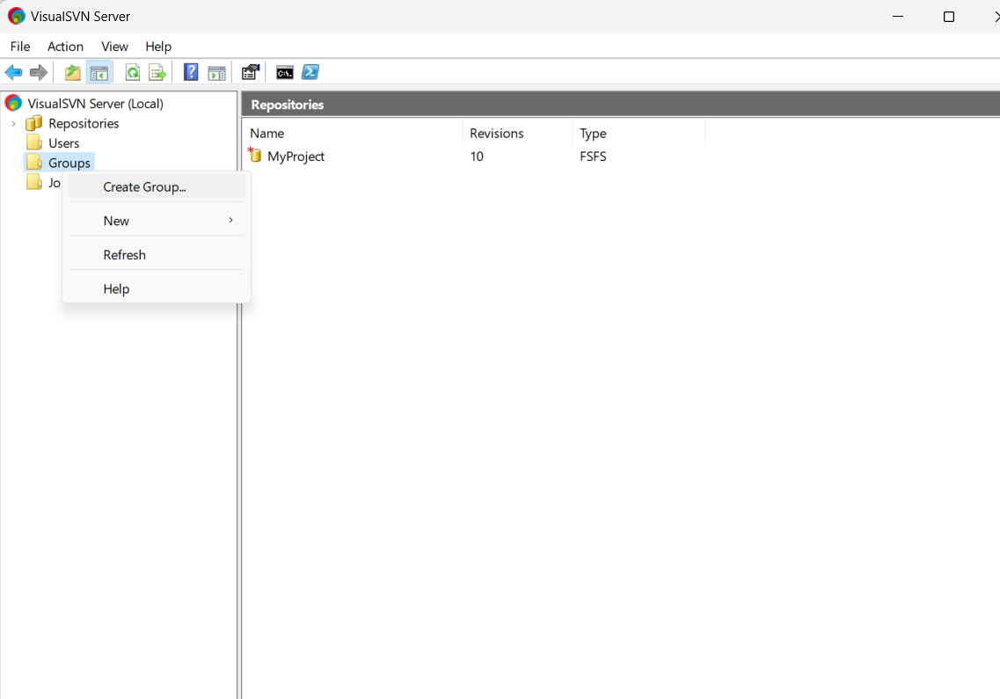 VisualSVN Server
File Action View Help
VisualSVN Server (Local)
Repositories
Users
Groups
Jo
Create Group...
New
Refresh
Help
Repositories
Name Revisions Type
MyProject 10 FSFS